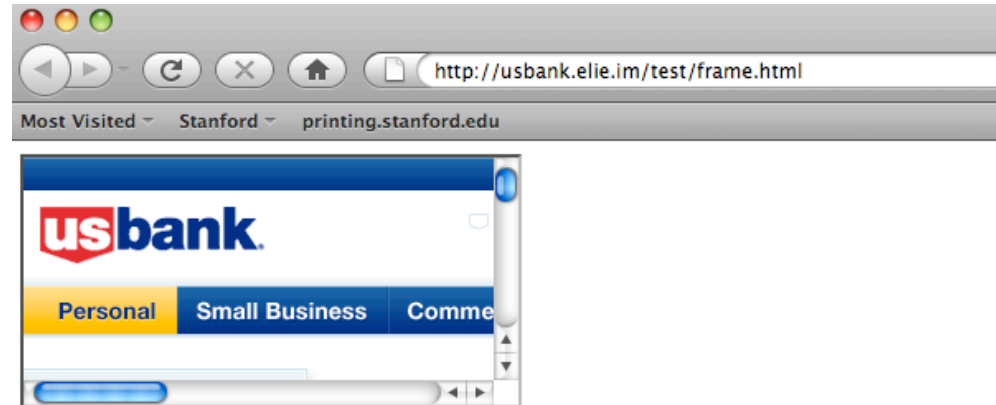 http://usbank.elie.im/test/frame.html
Most Visited Stanford printing.stanford.edu
usbank.
Personal Small Business Comme